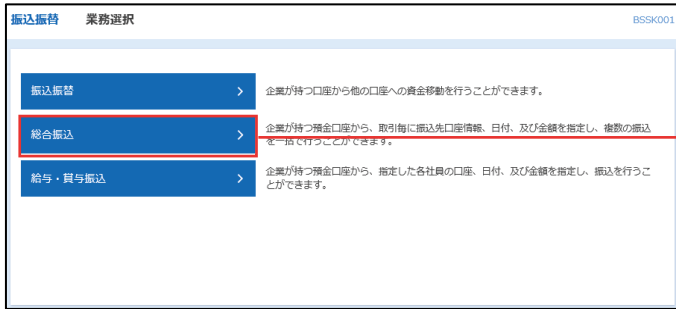 振込振替 業務選択 BSSK001
振込振替 企業が持つ口座から他の口座への資金移動を行うことができます。
総合振込 企業が持つ預金口座から、取引毎に振込先口座情報、日付、及び金額を指定し、複数の振込
を一括で行うことができます。
給与・賞与振込 企業が持つ預金口座から、指定した各社員の口座、日付、及び金額を指定し、振込を行うこ
とができます。